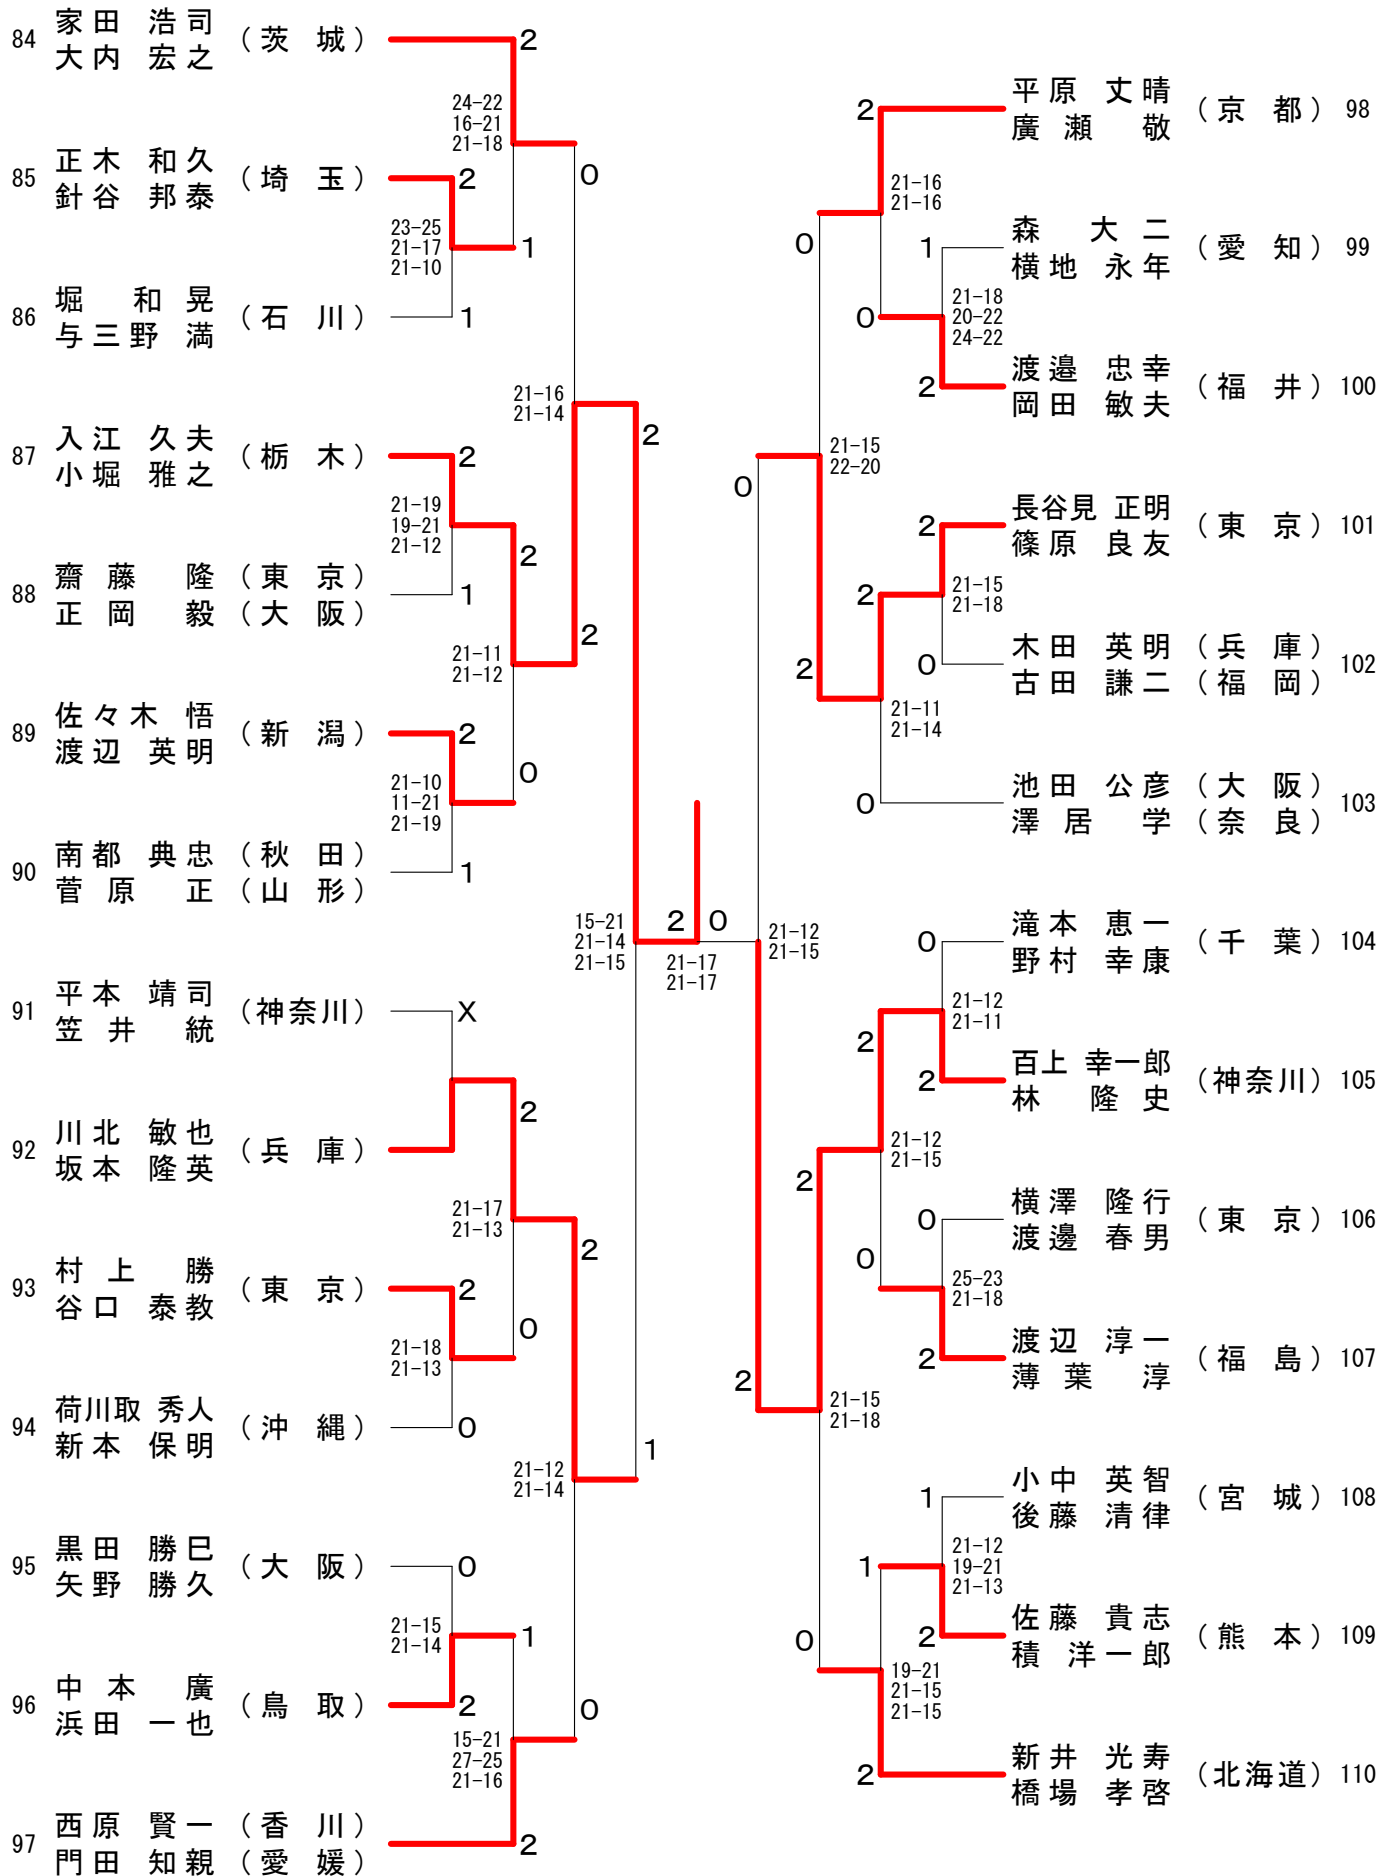 84 家田 浩司 (茨 城) 2
大内 宏之
24-22
16-21
21-18
0
85 正木 和久 (埼 玉) 2
針谷 邦泰
23-25
21-17
21-10
1
86 堀 和晃 (石 川) 1
与三野 満
21-16
21-14
2
87 入江 久夫 (栃 木) 2
小堀 雅之
21-19
19-21
21-12
2
88 齋藤 隆 (東 京) 1
正岡 毅 (大 阪)
21-11
21-12
2
89 佐々木 悟 (新 潟) 2
渡辺 英明
21-10
11-21
21-19
0
90 南都 典忠 (秋 田) 1
菅原 正 (山 形)
15-21
21-14
21-15
2 0
21-17
21-17
91 平本 靖司 (神奈川) X
笠井 統
2
92 川北 敏也 (兵 庫)
坂本 隆英
21-17
21-13
2
93 村上 勝 (東 京) 2
谷口 泰教
21-18
21-13
0
94 荷川取 秀人 (沖 縄) 0
新本 保明
21-12
21-14
1
95 黒田 勝巳 (大 阪) 0
矢野 勝久
21-15
21-14
1
96 中本 廣 (鳥 取) 2
浜田 一也
0
15-21
27-25
21-16
97 西原 賢一 (香 川) 2
門田 知親 (愛 媛)
2 平原 丈晴 (京 都) 98
廣瀬 敬
21-16
21-16
0
1 森 大二 (愛 知) 99
横地 永年
21-18
20-22
24-22
0
2 渡邉 忠幸 (福 井) 100
岡田 敏夫
21-15
22-20
0
2 長谷見 正明 (東 京) 101
篠原 良友
21-15
21-18
2
0 木田 英明 (兵 庫) 102
古田 謙二 (福 岡)
2
21-11
21-14
0 池田 公彦 (大 阪) 103
澤居 学 (奈 良)
21-12
21-15
0 滝本 恵一 (千 葉) 104
野村 幸康
21-12
21-11
2
2 百上 幸一郎 (神奈川) 105
林 隆史
21-12
21-15
2
0 横澤 隆行 (東 京) 106
渡邊 春男
0
25-23
21-18
2 渡辺 淳一 (福 島) 107
薄葉 淳
2
21-15
21-18
1 小中 英智 (宮 城) 108
後藤 清律
21-12
19-21
21-13
1
2 佐藤 貴志 (熊 本) 109
積 洋一郎
0
19-21
21-15
21-15
2 新井 光寿 (北海道) 110
橋場 孝啓